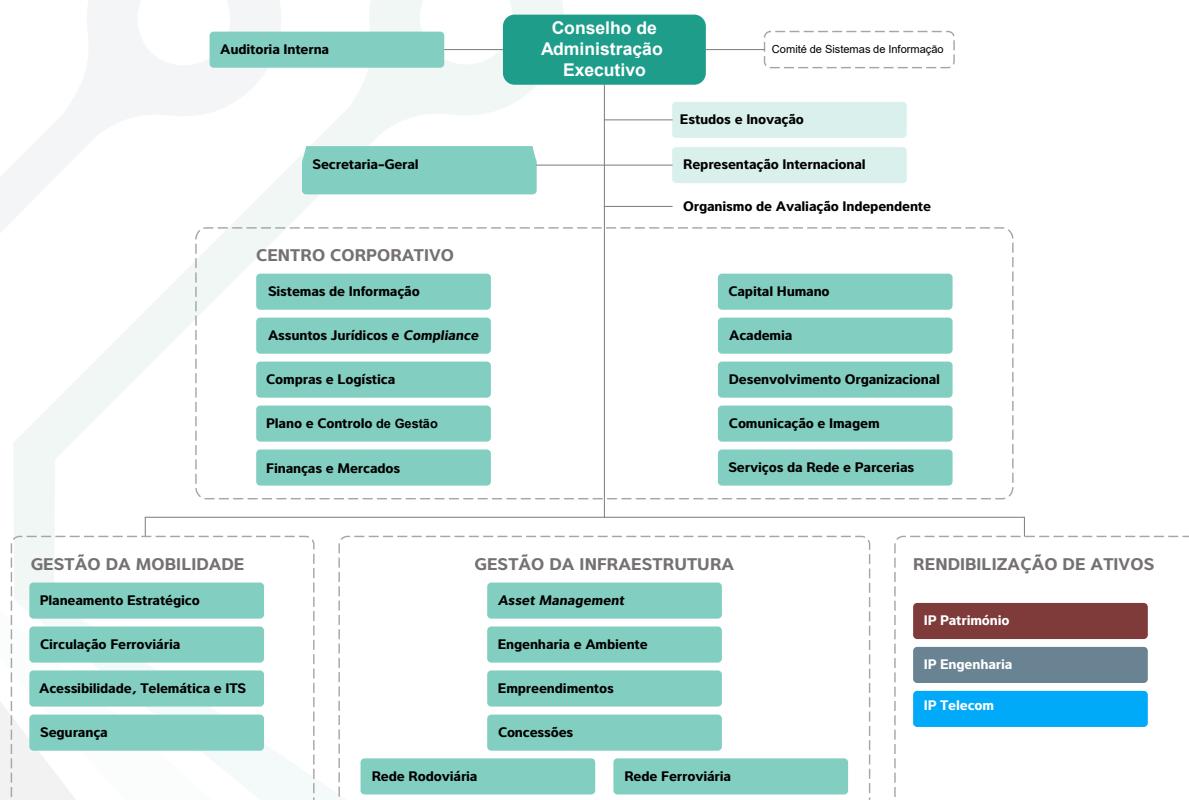 Conselho de
Administração
Executivo
Auditoria Interna
Comité de Sistemas de Informação
Estudos e Inovação
Secretaria-Geral
Representação Internacional
Organismo de Avaliação Independente
CENTRO CORPORATIVO
Sistemas de Informação
Assuntos Jurídicos e Compliance
Compras e Logística
Plano e Controlo de Gestão
Finanças e Mercados
Capital Humano
Academia
Desenvolvimento Organizacional
Comunicação e Imagem
Serviços da Rede e Parcerias
GESTÃO DA MOBILIDADE
Planeamento Estratégico
Circulação Ferroviária
Acessibilidade, Telemática e ITS
Segurança
GESTÃO DA INFRAESTRUTURA
Asset Management
Engenharia e Ambiente
Empreendimentos
Concessões
Rede Rodoviária
Rede Ferroviária
RENDIBILIZAÇÃO DE ATIVOS
IP Património
IP Engenharia
IP Telecom